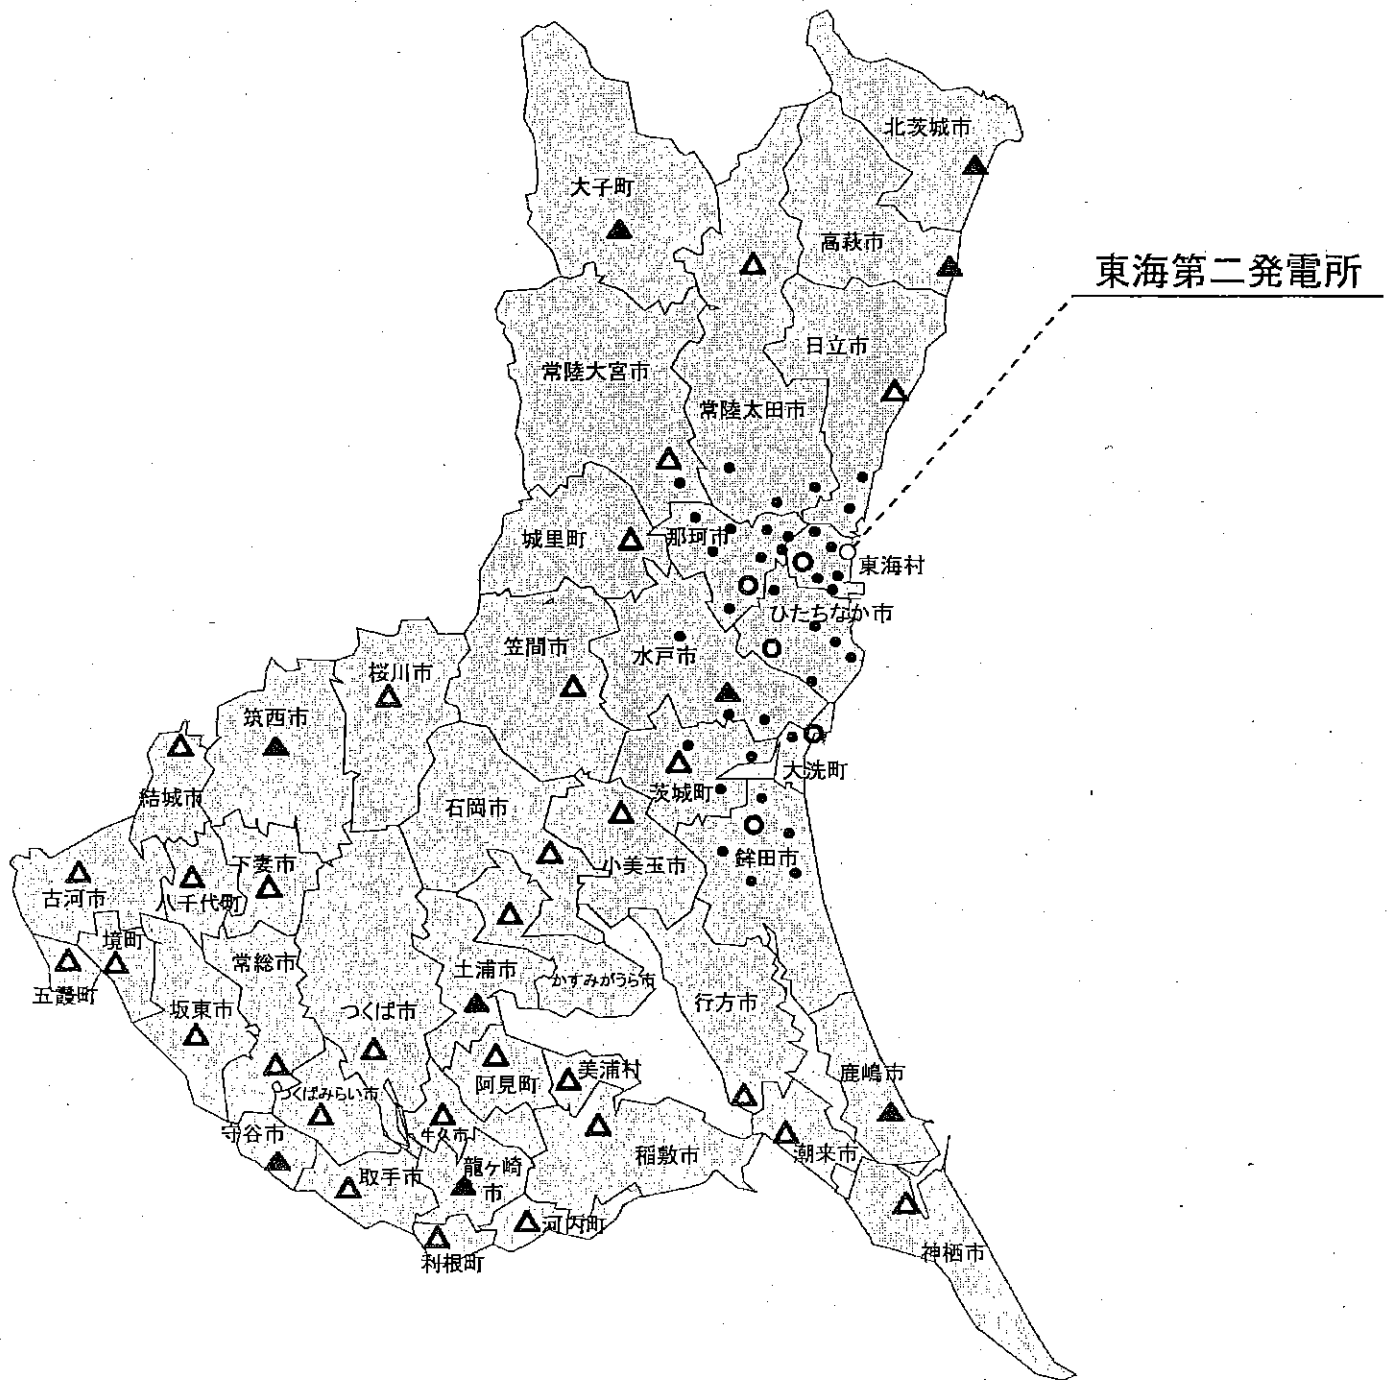 北茨城市
大子町
高萩市
東海第二発電所
日立市
常陸大宮市
常陸太田市
城里町
那珂市
東海村
ひたちなか市
笠間市
水戸市
桜川市
筑西市
大洗町
結城市
茨城町
石岡市
小美玉市
鉾田市
下妻市
古河市
八千代町
境町
常総市
土浦市
かすみがうら市
五霞町
坂東市
つくば市
行方市
美浦村
阿見町
鹿嶋市
つくばみらい市
守谷市
牛久市
稲敷市
潮来市
取手市
龍ヶ崎
市
河内町
神栖市
利根町